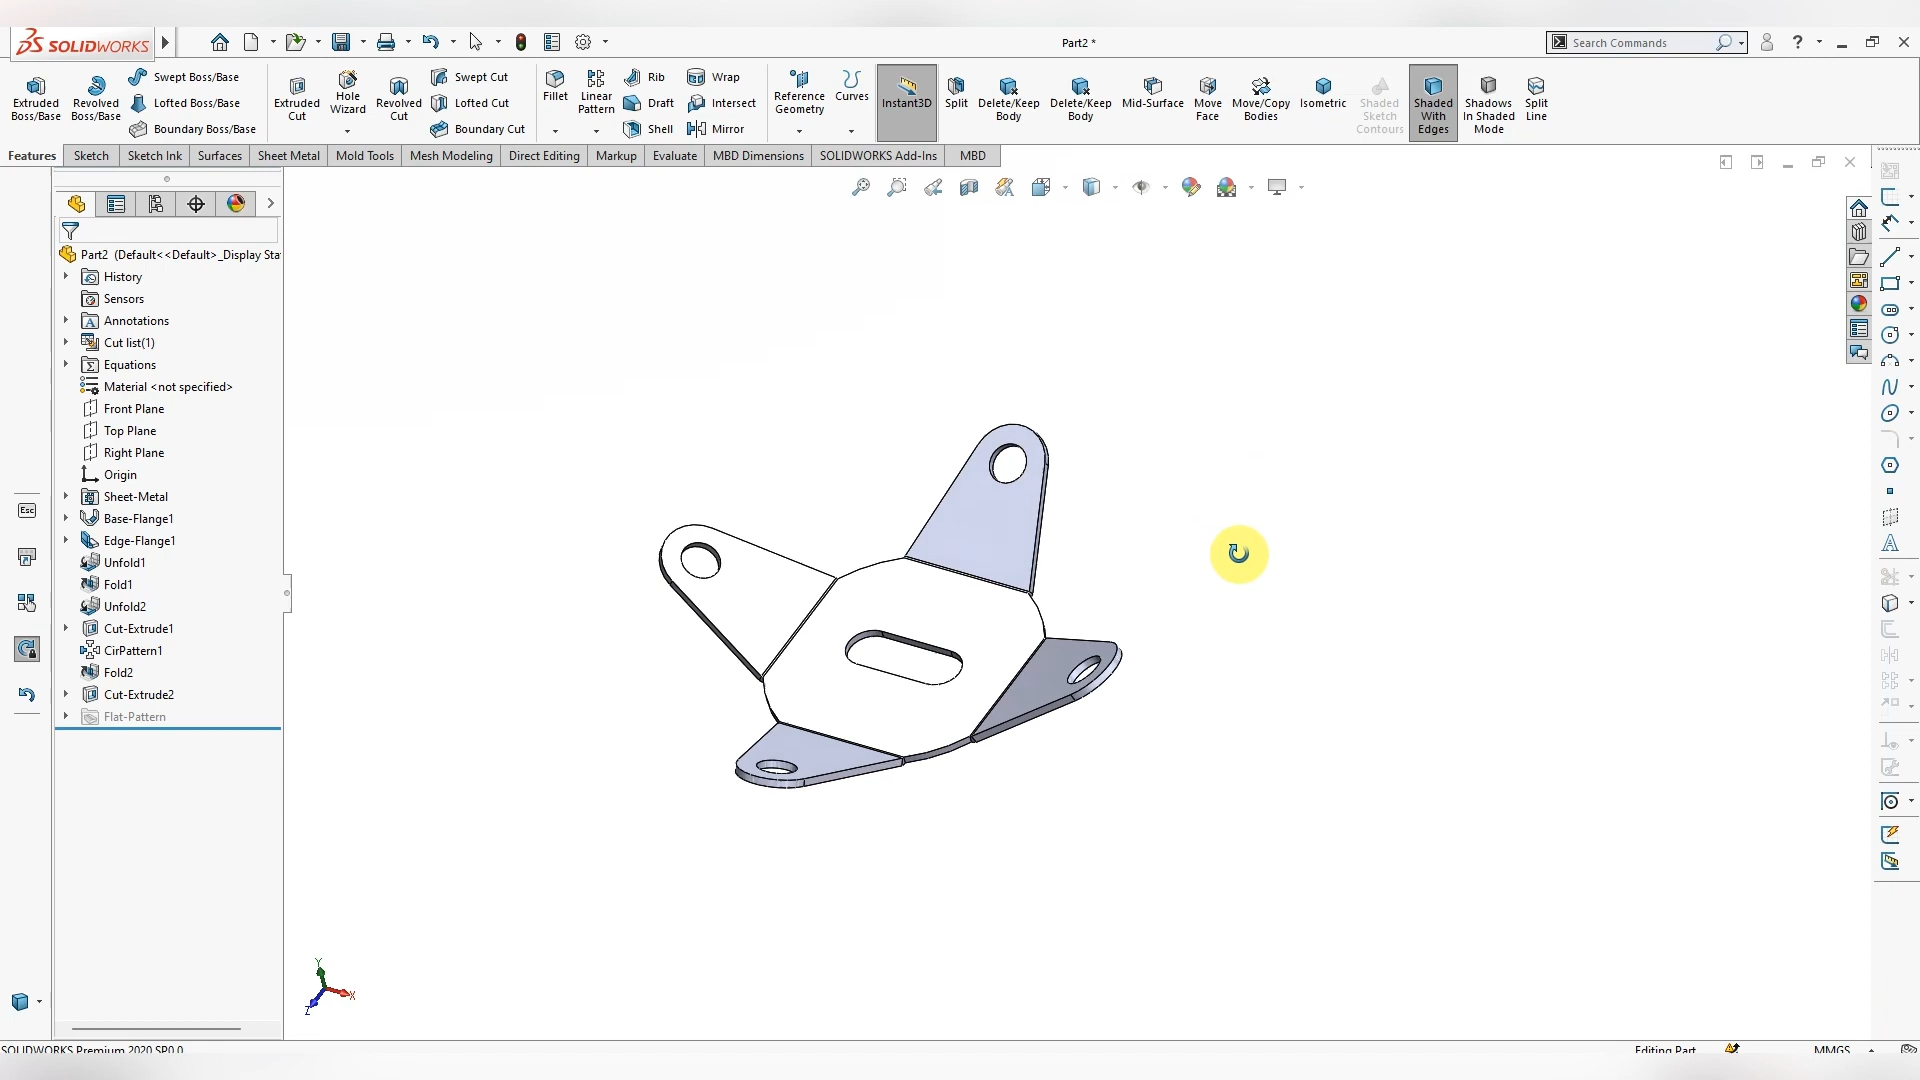 SOLIDWORKS
Part2 *
Search Commands
Extruded Boss/Base
Revolved Boss/Base
Swept Boss/Base
Lofted Boss/Base
Boundary Boss/Base
Extruded Cut
Hole Wizard
Revolved Cut
Swept Cut
Lofted Cut
Boundary Cut
Fillet
Linear Pattern
Rib
Draft
Shell
Wrap
Intersect
Mirror
Reference Geometry
Curves
Instant3D
Split
Delete/Keep Body
Delete/Keep Body
Mid-Surface
Move Face
Move/Copy Bodies
Isometric
Shaded Sketch Contours
Shaded With Edges
Shadows In Shaded Mode
Split Line
Features
Sketch
Sketch Ink
Surfaces
Sheet Metal
Mold Tools
Mesh Modeling
Direct Editing
Markup
Evaluate
MBD Dimensions
SOLIDWORKS Add-Ins
MBD
Part2 (Default<<Default>_Display Sta
History
Sensors
Annotations
Cut list(1)
Equations
Material <not specified>
Front Plane
Top Plane
Right Plane
Origin
Sheet-Metal
Base-Flange1
Edge-Flange1
Unfold1
Fold1
Unfold2
Cut-Extrude1
CirPattern1
Fold2
Cut-Extrude2
Flat-Pattern
Esc
Y
X
Z
SOLIDWORKS Premium 2020 SP0.0
Editing Part
MMGS